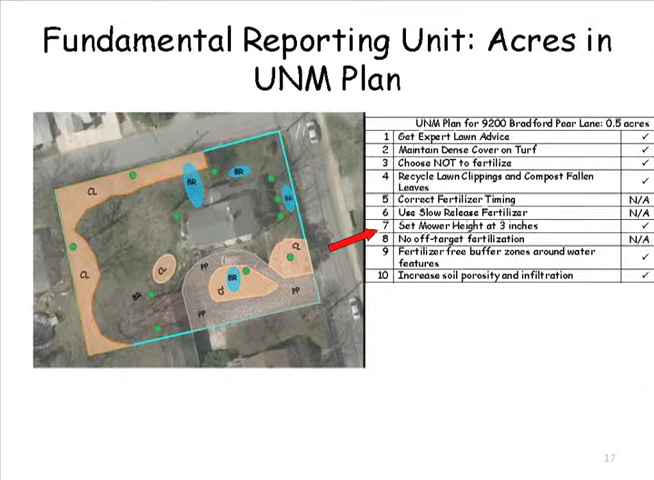 Fundamental Reporting Unit: Acres in
UNM Plan
UNM Plan for 9200 Bradford Pear Lane: 0.5 acres
1 Get Expert Lawn Advice ✓
2 Maintain Dense Cover on Turf ✓
3 Choose NOT to fertilize ✓
4 Recycle Lawn Clippings and Compost Fallen
Leaves ✓
5 Correct Fertilizer Timing N/A
6 Use Slow Release Fertilizer N/A
7 Set Mower Height at 3 inches ✓
8 No off-target fertilization N/A
9 Fertilizer free buffer zones around water
features ✓
10 Increase soil porosity and infiltration ✓
CL
BR
BR
BR
CL
CL
CL
PP
BR
CL
BR
PP
PP
17